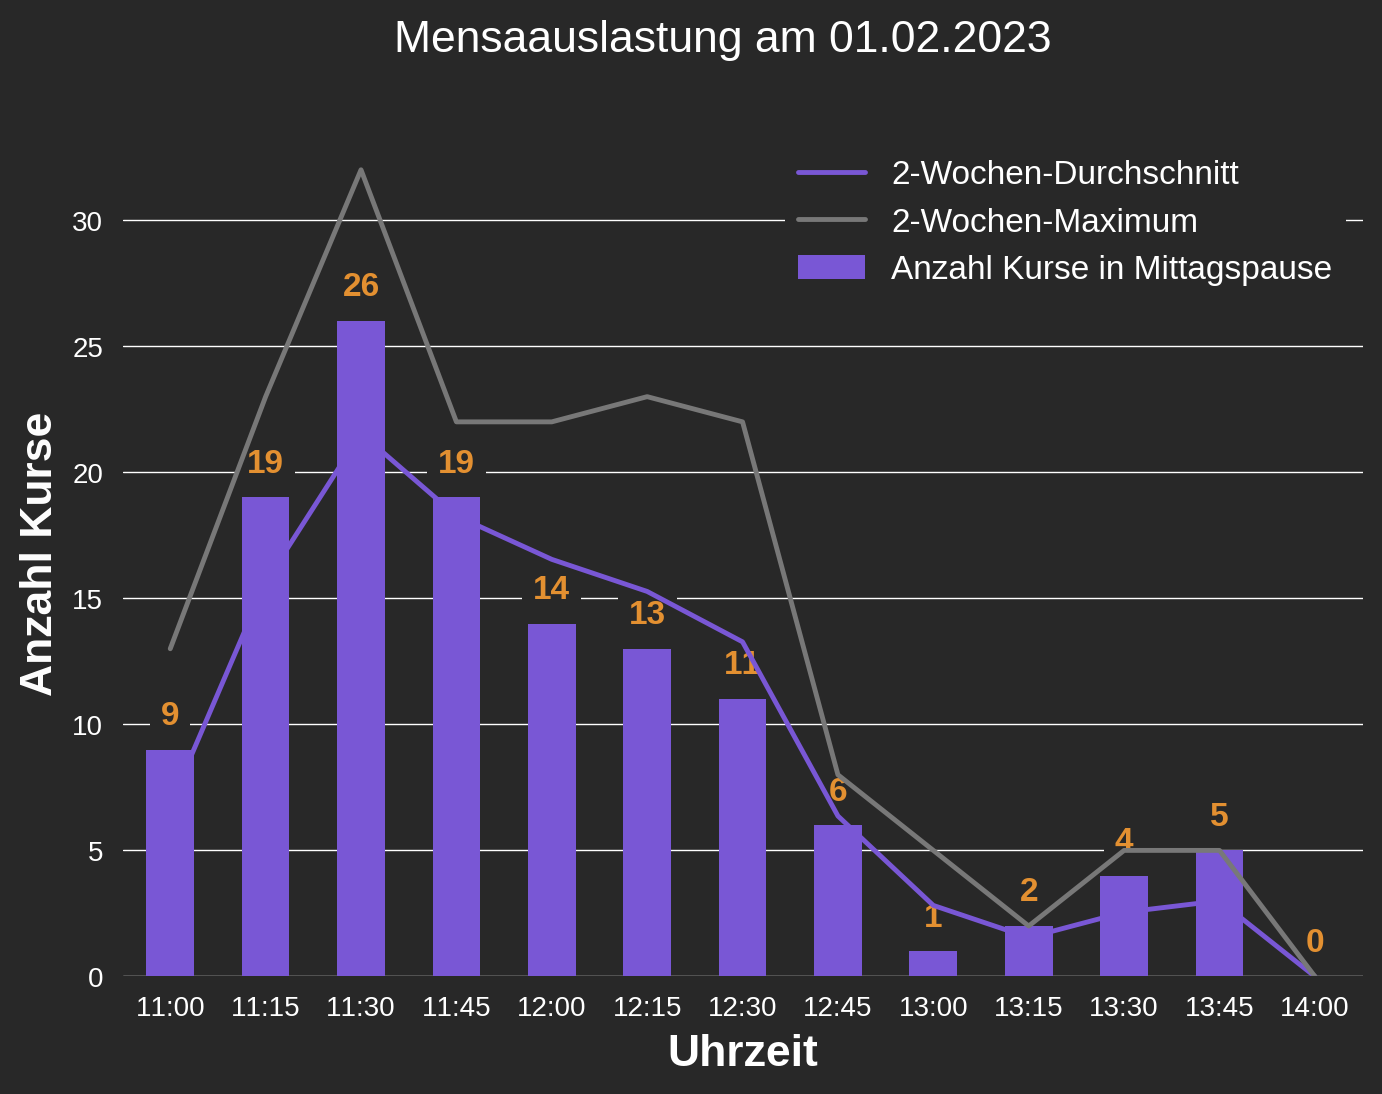 Mensaauslastung am 01.02.2023
2-Wochen-Durchschnitt
2-Wochen-Maximum
Anzahl Kurse in Mittagspause
Anzahl Kurse
30
25
20
15
10
5
0
9
19
26
19
14
13
11
6
1
2
4
5
0
11:00 11:15 11:30 11:45 12:00 12:15 12:30 12:45 13:00 13:15 13:30 13:45 14:00
Uhrzeit